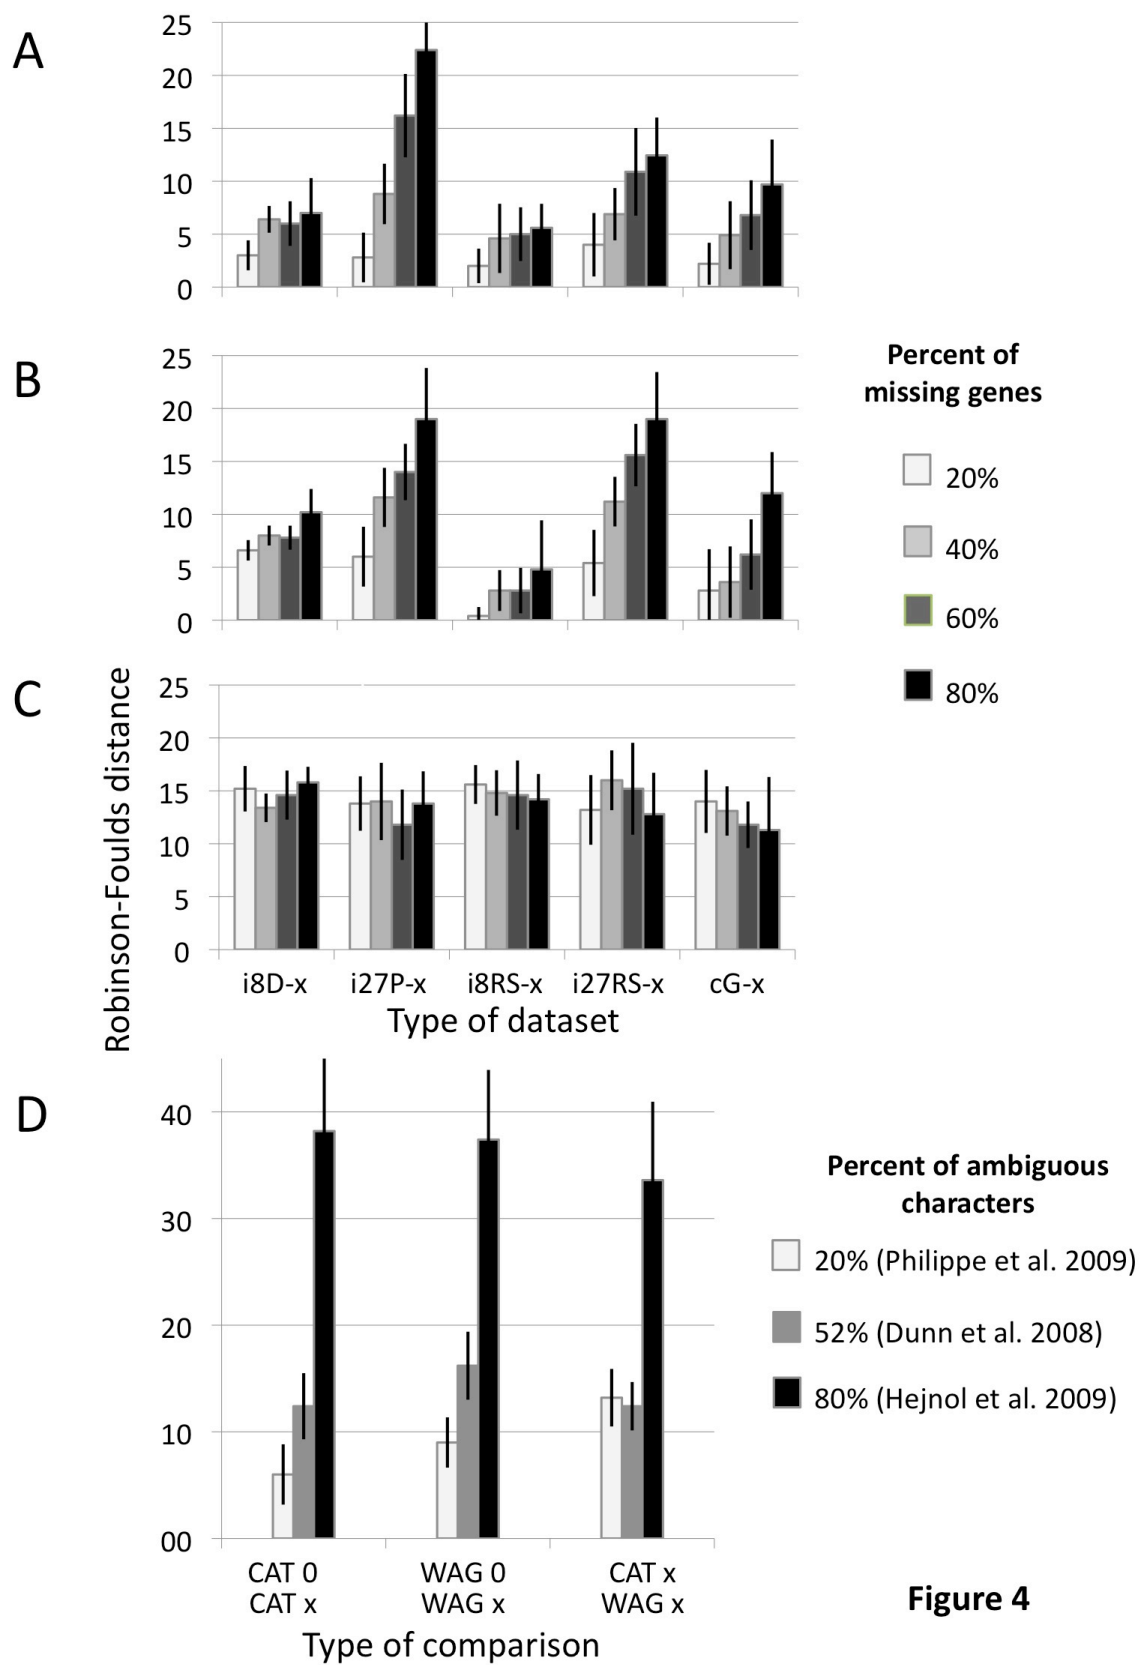 A
25
20
15
10
5
0
B
25
20
15
10
5
0
Percent of
missing genes
20%
40%
60%
80%
C
Robinson-Foulds distance
25
20
15
10
5
0
i8D-x i27P-x i8RS-x i27RS-x cG-x
Type of dataset
D
40
30
20
10
00
CAT 0 WAG 0 CAT x
CAT x WAG x WAG x
Type of comparison
Percent of ambiguous
characters
20% (Philippe et al. 2009)
52% (Dunn et al. 2008)
80% (Hejnol et al. 2009)
Figure 4